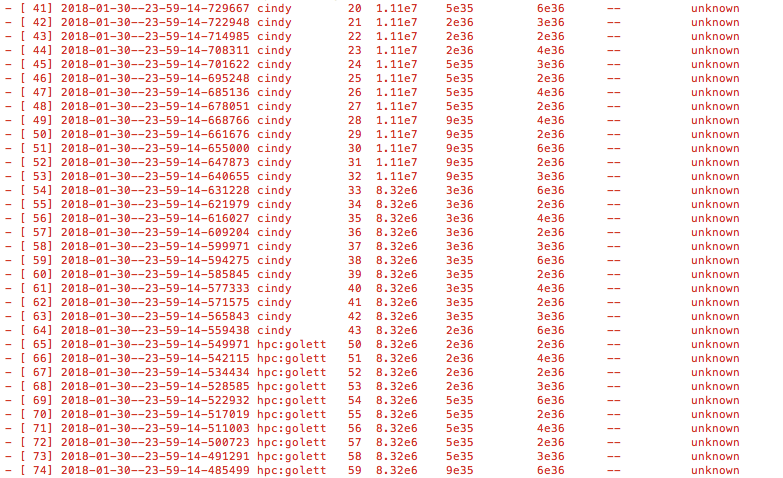 - [ 41] 2018-01-30--23-59-14-729667 cindy 20 1.11e7 5e35 6e36 -- unknown
- [ 42] 2018-01-30--23-59-14-722948 cindy 21 1.11e7 5e35 3e36 -- unknown
- [ 43] 2018-01-30--23-59-14-714985 cindy 22 1.11e7 2e36 2e36 -- unknown
- [ 44] 2018-01-30--23-59-14-708311 cindy 23 1.11e7 2e36 4e36 -- unknown
- [ 45] 2018-01-30--23-59-14-701622 cindy 24 1.11e7 5e35 3e36 -- unknown
- [ 46] 2018-01-30--23-59-14-695248 cindy 25 1.11e7 5e35 2e36 -- unknown
- [ 47] 2018-01-30--23-59-14-685136 cindy 26 1.11e7 5e35 4e36 -- unknown
- [ 48] 2018-01-30--23-59-14-678051 cindy 27 1.11e7 5e35 2e36 -- unknown
- [ 49] 2018-01-30--23-59-14-668766 cindy 28 1.11e7 9e35 4e36 -- unknown
- [ 50] 2018-01-30--23-59-14-661676 cindy 29 1.11e7 9e35 2e36 -- unknown
- [ 51] 2018-01-30--23-59-14-655000 cindy 30 1.11e7 9e35 6e36 -- unknown
- [ 52] 2018-01-30--23-59-14-647873 cindy 31 1.11e7 9e35 2e36 -- unknown
- [ 53] 2018-01-30--23-59-14-640655 cindy 32 1.11e7 9e35 3e36 -- unknown
- [ 54] 2018-01-30--23-59-14-631228 cindy 33 8.32e6 3e36 6e36 -- unknown
- [ 55] 2018-01-30--23-59-14-621979 cindy 34 8.32e6 3e36 2e36 -- unknown
- [ 56] 2018-01-30--23-59-14-616027 cindy 35 8.32e6 3e36 4e36 -- unknown
- [ 57] 2018-01-30--23-59-14-609204 cindy 36 8.32e6 3e36 2e36 -- unknown
- [ 58] 2018-01-30--23-59-14-599971 cindy 37 8.32e6 3e36 3e36 -- unknown
- [ 59] 2018-01-30--23-59-14-594275 cindy 38 8.32e6 3e35 6e36 -- unknown
- [ 60] 2018-01-30--23-59-14-585845 cindy 39 8.32e6 3e35 2e36 -- unknown
- [ 61] 2018-01-30--23-59-14-577333 cindy 40 8.32e6 3e35 4e36 -- unknown
- [ 62] 2018-01-30--23-59-14-571575 cindy 41 8.32e6 3e35 2e36 -- unknown
- [ 63] 2018-01-30--23-59-14-565843 cindy 42 8.32e6 3e35 3e36 -- unknown
- [ 64] 2018-01-30--23-59-14-559438 cindy 43 8.32e6 2e36 6e36 -- unknown
- [ 65] 2018-01-30--23-59-14-549971 hpc:golett 50 8.32e6 2e36 2e36 -- unknown
- [ 66] 2018-01-30--23-59-14-542115 hpc:golett 51 8.32e6 2e36 4e36 -- unknown
- [ 67] 2018-01-30--23-59-14-534434 hpc:golett 52 8.32e6 2e36 2e36 -- unknown
- [ 68] 2018-01-30--23-59-14-528585 hpc:golett 53 8.32e6 2e36 3e36 -- unknown
- [ 69] 2018-01-30--23-59-14-522932 hpc:golett 54 8.32e6 5e35 6e36 -- unknown
- [ 70] 2018-01-30--23-59-14-517019 hpc:golett 55 8.32e6 5e35 2e36 -- unknown
- [ 71] 2018-01-30--23-59-14-511003 hpc:golett 56 8.32e6 5e35 4e36 -- unknown
- [ 72] 2018-01-30--23-59-14-500723 hpc:golett 57 8.32e6 5e35 2e36 -- unknown
- [ 73] 2018-01-30--23-59-14-491291 hpc:golett 58 8.32e6 5e35 3e36 -- unknown
- [ 74] 2018-01-30--23-59-14-485499 hpc:golett 59 8.32e6 9e35 6e36 -- unknown